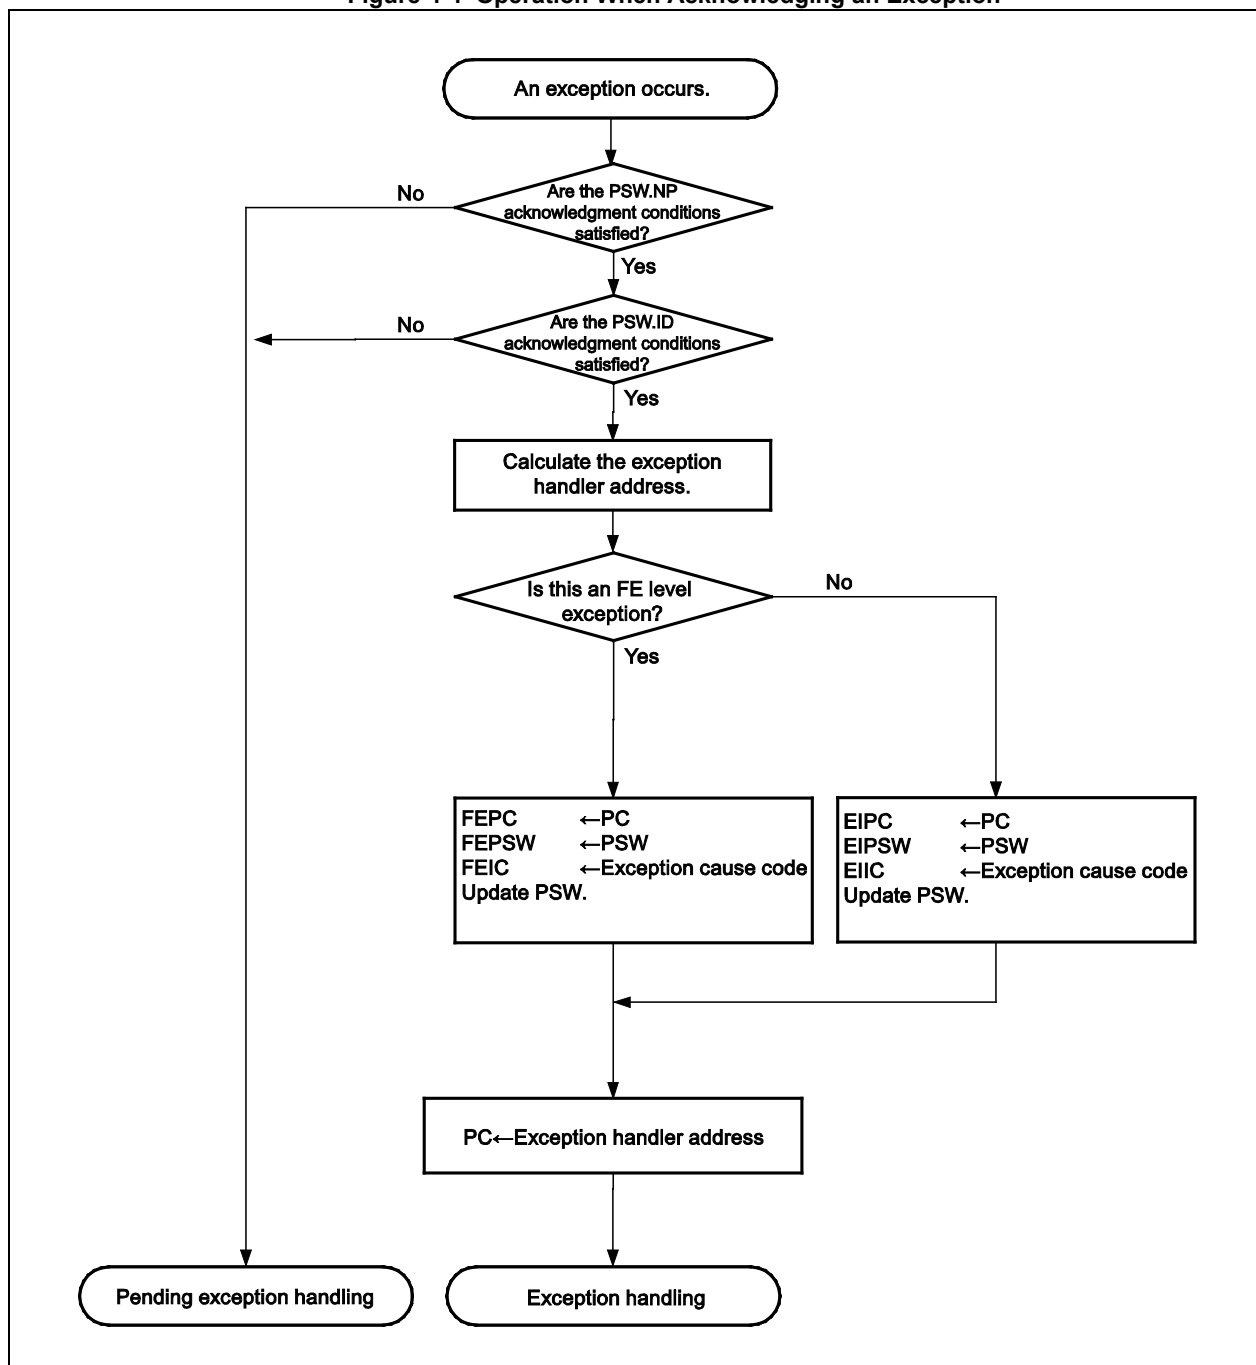 Figure 4-1 Operation When Acknowledging an Exception
An exception occurs.
Are the PSW.NP
acknowledgment conditions
satisfied?
No
Yes
Are the PSW.ID
acknowledgment conditions
satisfied?
No
Yes
Calculate the exception
handler address.
Is this an FE level
exception?
No
Yes
FEPC ←PC
FEPSW ←PSW
FEIC ←Exception cause code
Update PSW.
EIPC ←PC
EIPSW ←PSW
EIIC ←Exception cause code
Update PSW.
PC←Exception handler address
Pending exception handling
Exception handling